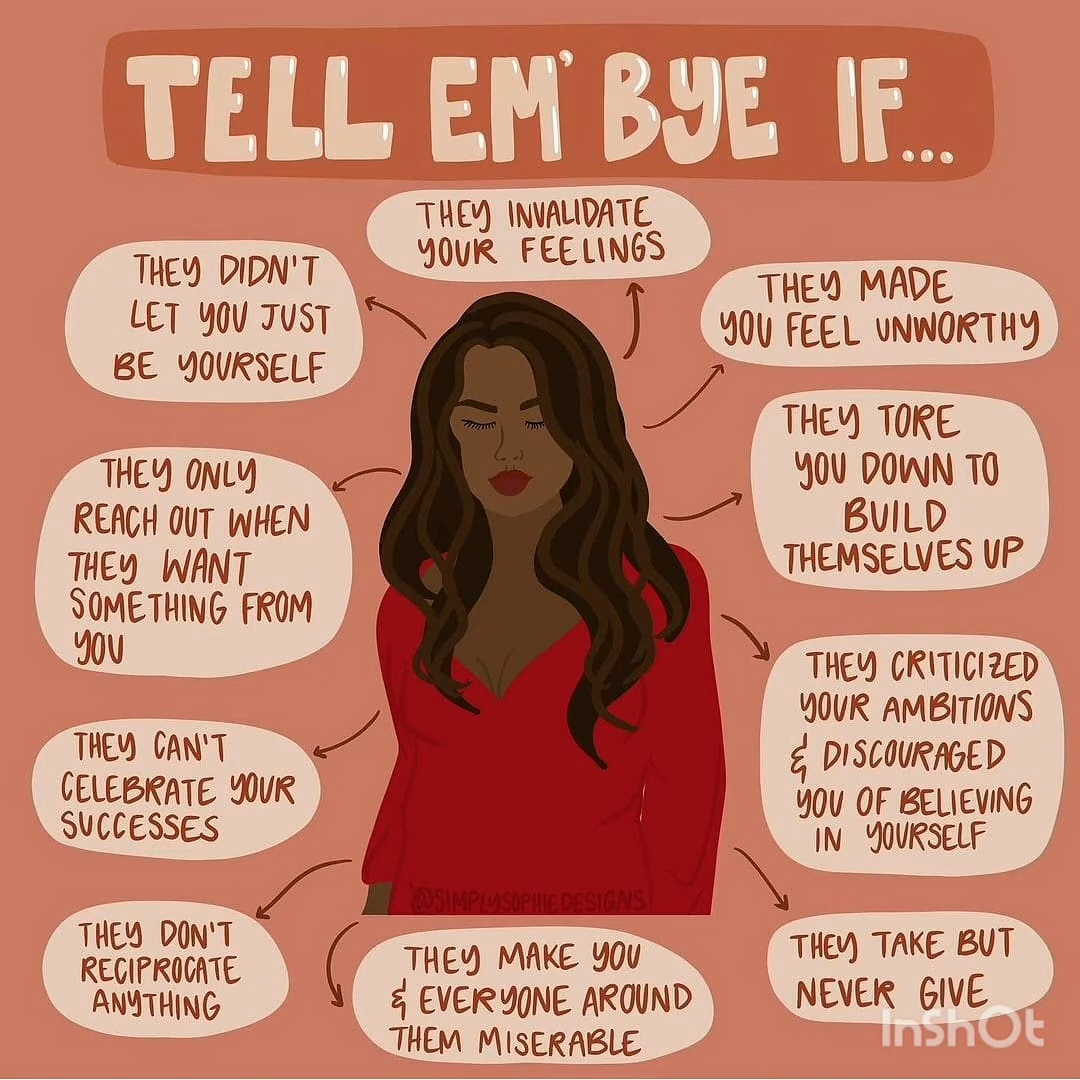 TELL EM' BYE IF...
THEY INVALIDATE
YOUR FEELINGS
THEY DIDN'T
LET YOU JUST
BE YOURSELF
THEY MADE
YOU FEEL UNWORTHY
THEY ONLY
REACH OUT WHEN
THEY WANT
SOMETHING FROM
YOU
THEY TORE
YOU DOWN TO
BUILD
THEMSELVES UP
THEY CAN'T
CELEBRATE YOUR
SUCCESSES
THEY CRITICIZED
YOUR AMBITIONS
& DISCOURAGED
YOU OF BELIEVING
IN YOURSELF
@SIMPLYSOPHIEDESIGNS
THEY DON'T
RECIPROCATE
ANYTHING
THEY MAKE YOU
& EVERYONE AROUND
THEM MISERABLE
THEY TAKE BUT
NEVER GIVE
InShOt